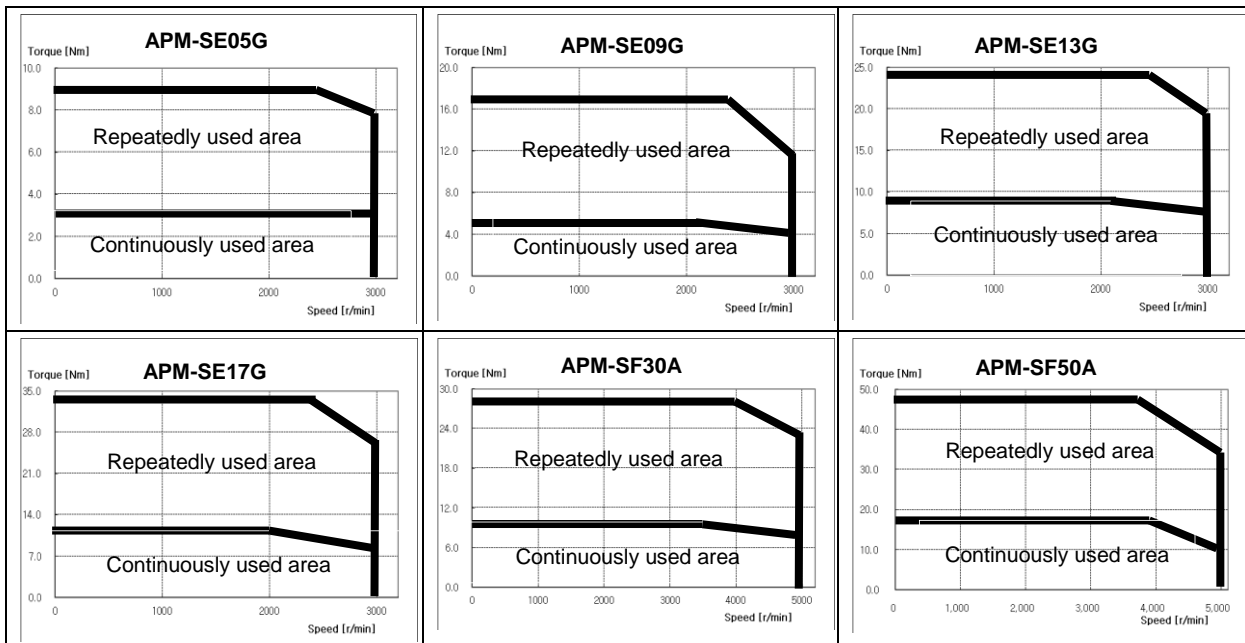 APM-SE05G
Torque [Nm]
10.0
8.0
6.0
4.0
2.0
0.0
Repeatedly used area
Continuously used area
0 1000 2000 3000
Speed [r/min]
APM-SE09G
Torque [Nm]
20.0
16.0
12.0
8.0
4.0
0.0
Repeatedly used area
Continuously used area
0 1000 2000 3000
Speed [r/min]
APM-SE13G
Torque [Nm]
25.0
20.0
15.0
10.0
5.0
0.0
Repeatedly used area
Continuously used area
0 1000 2000 3000
Speed [r/min]
APM-SE17G
Torque [Nm]
35.0
28.0
21.0
14.0
7.0
0.0
Repeatedly used area
Continuously used area
0 1000 2000 3000
Speed [r/min]
APM-SF30A
Torque [Nm]
30.0
24.0
18.0
12.0
6.0
0.0
Repeatedly used area
Continuously used area
0 1000 2000 3000 4000 5000
Speed [r/min]
APM-SF50A
Torque [Nm]
50.0
40.0
30.0
20.0
10.0
0.0
Repeatedly used area
Continuously used area
0 1,000 2,000 3,000 4,000 5,000
Speed [r/min]